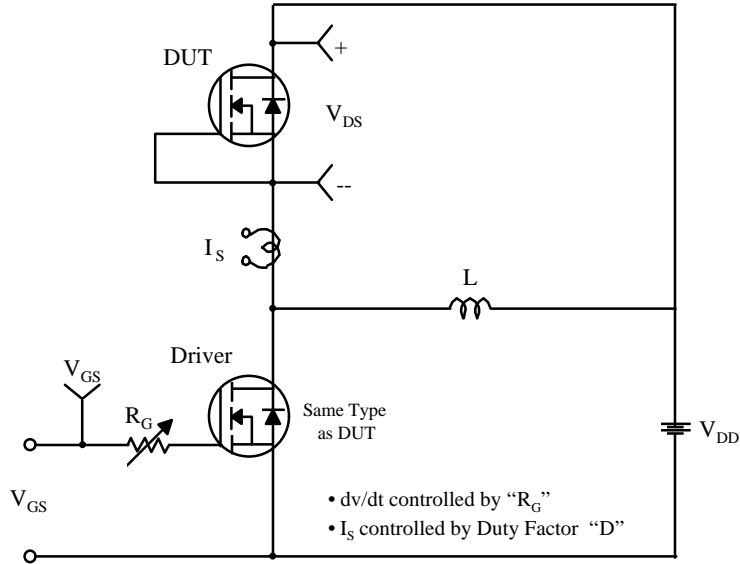 DUT
+
VDS
--
IS
L
Driver
VGS
RG
Same Type
as DUT
VDD
VGS
• dv/dt controlled by “RG”
• IS controlled by Duty Factor “D”